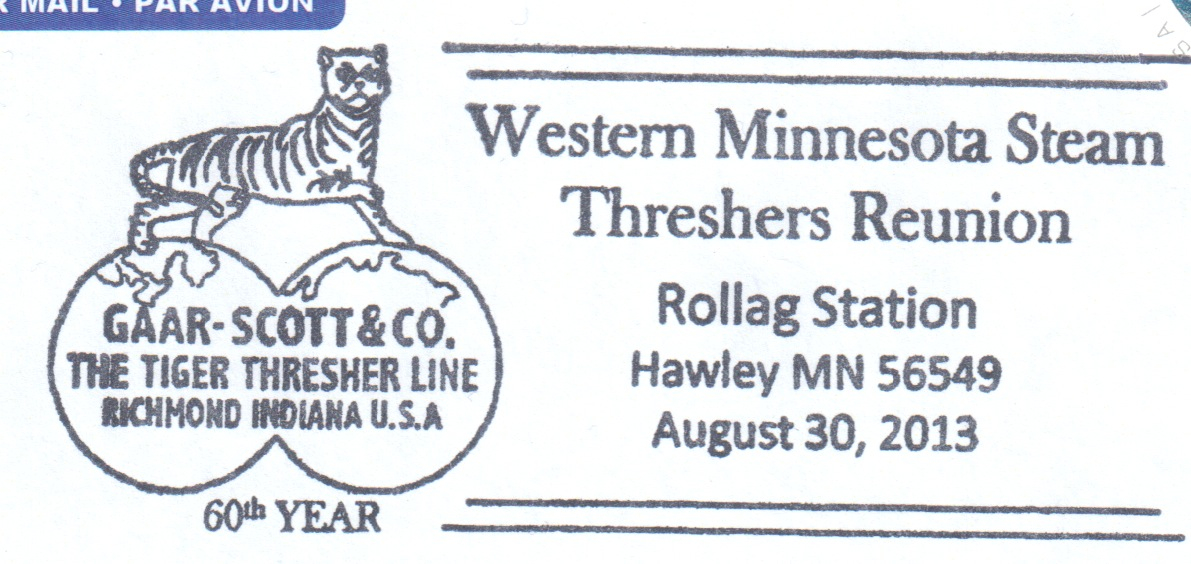 MAIL • PAR AVION
GAAR-SCOTT & CO.
THE TIGER THRESHER LINE
RICHMOND INDIANA U.S.A
60th YEAR
Western Minnesota Steam
Threshers Reunion
Rollag Station
Hawley MN 56549
August 30, 2013